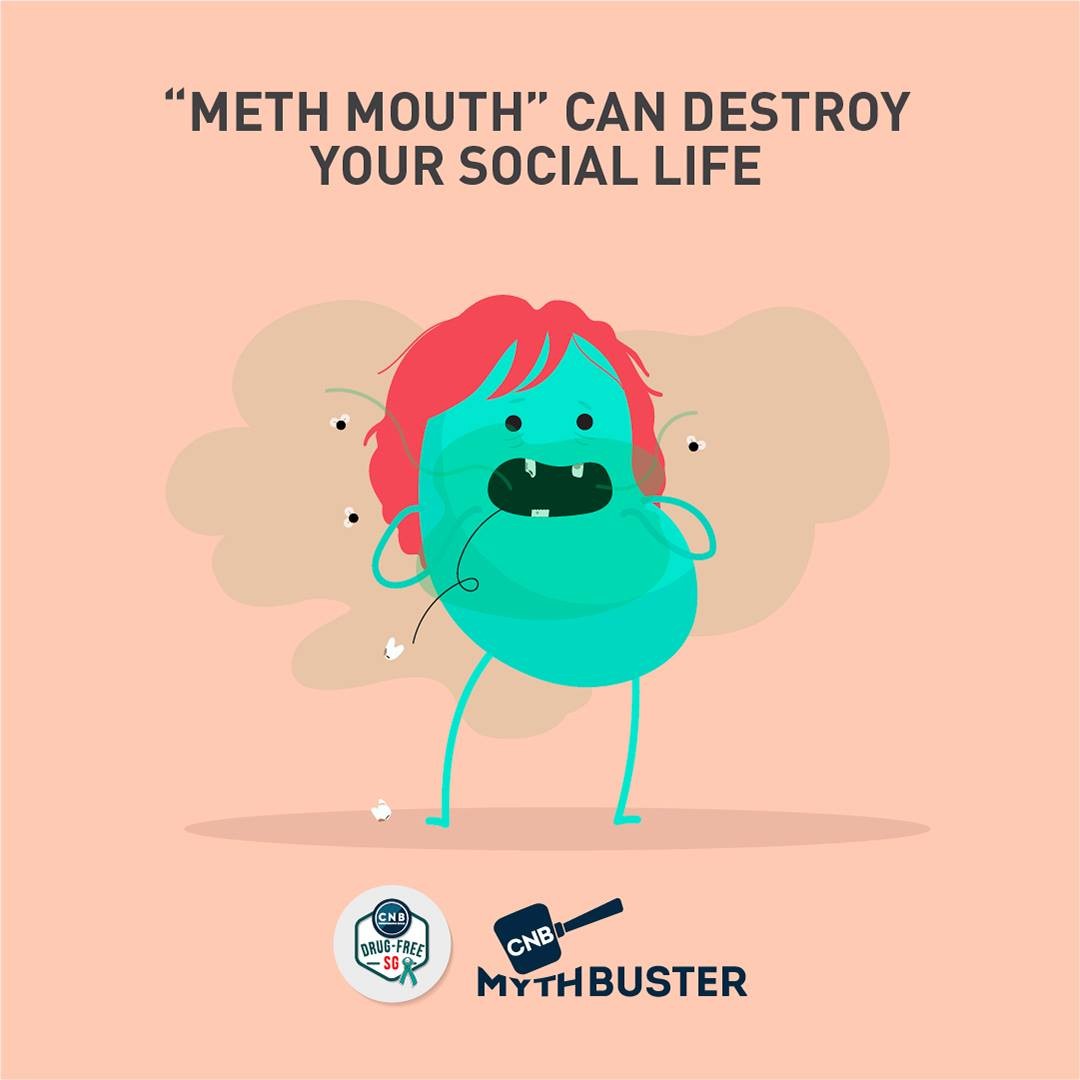 “METH MOUTH” CAN DESTROY
YOUR SOCIAL LIFE
CNB
DRUG-FREE
SG
CNB
MYTHBUSTER